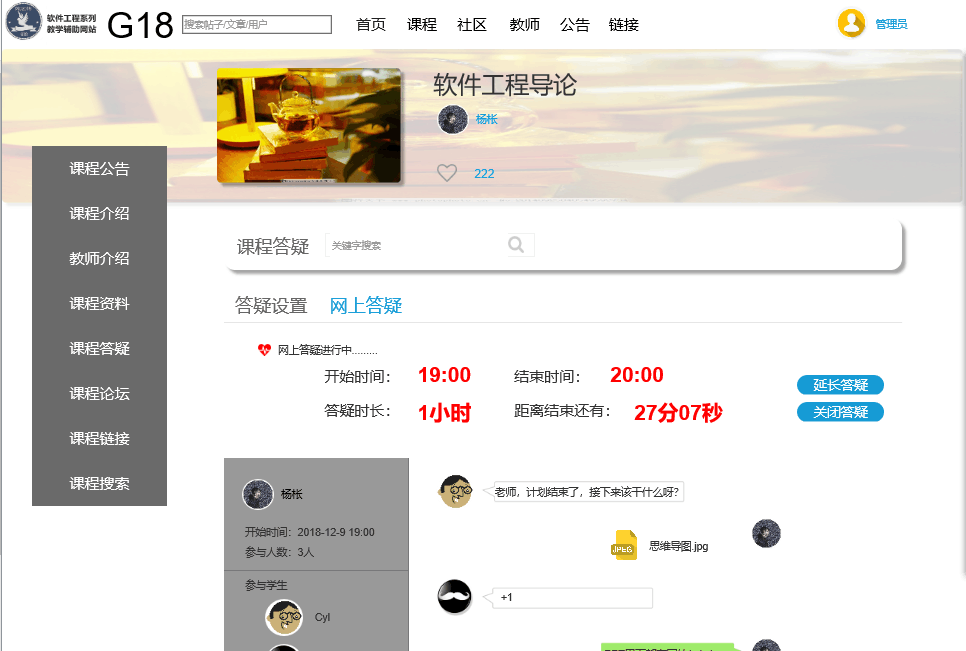 软件工程系列
教学辅助网站
G18
搜索帖子/文章/用户
首页 课程 社区 教师 公告 链接
管理员
软件工程导论
杨枨
222
课程公告
课程介绍
教师介绍
课程资料
课程答疑
课程论坛
课程链接
课程搜索
课程答疑
关键字搜索
答疑设置 网上答疑
网上答疑进行中.........
开始时间: 19:00 结束时间: 20:00
延长答疑
答疑时长: 1小时 距离结束还有: 27分07秒
关闭答疑
杨枨
开始时间: 2018-12-9 19:00
参与人数: 3人
参与学生
Cyl
老师，计划结束了，接下来该干什么呀?
JPEG
思维导图.jpg
+1